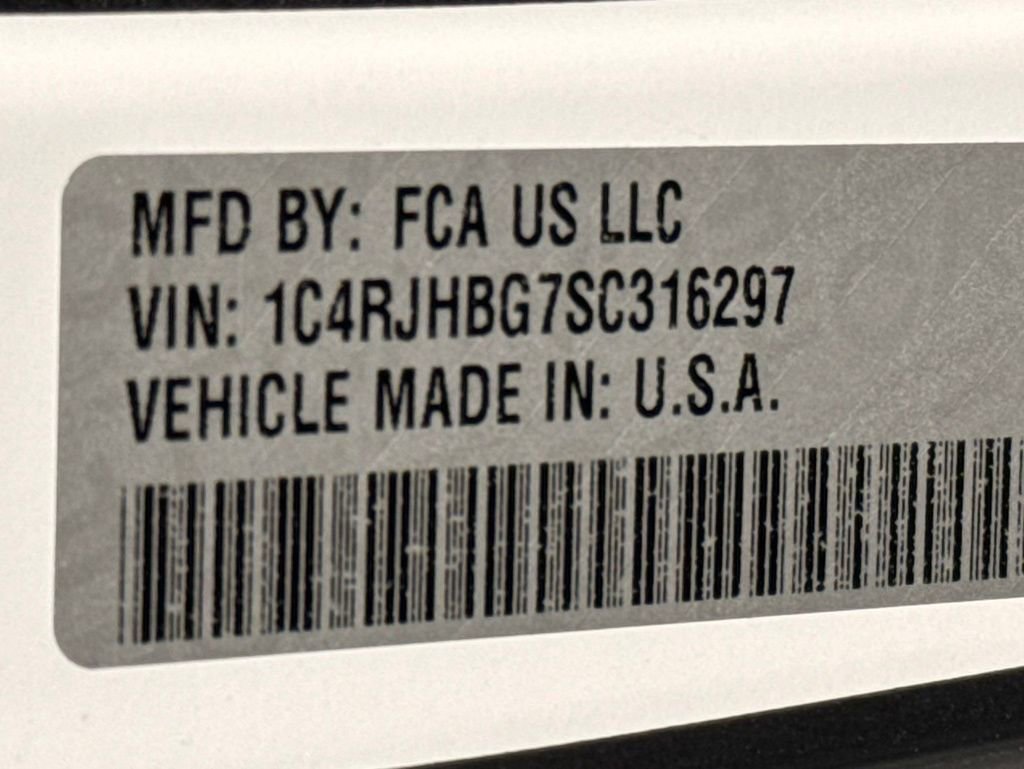 MFD BY: FCA US LLC
VIN: 1C4RJHBG7SC316297
VEHICLE MADE IN: U.S.A.